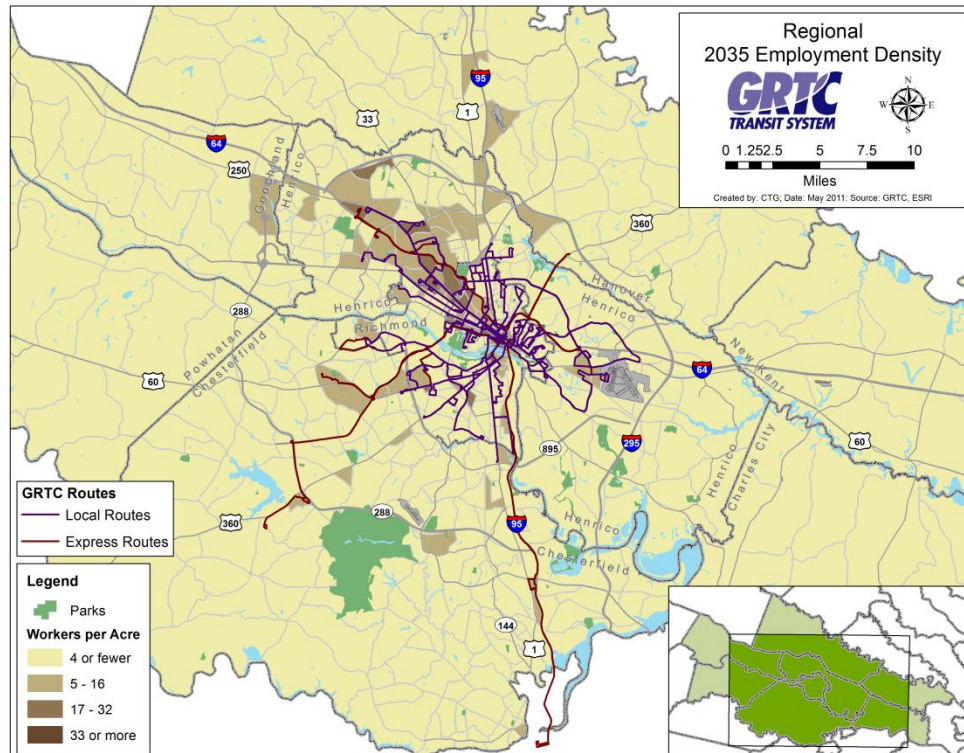 Regional
2035 Employment Density
GRTC
TRANSIT SYSTEM
N
W E
S
0 1.25 2.5 5 7.5 10
Miles
Created by: CTG; Date: May 2011: Source: GRTC, ESRI
95
1
33
64
250
Goochland
Henrico
360
Hanover
Henrico
288
Henrico
Richmond
Powhatan
Chesterfield
60
64
New Kent
60
895
295
Henrico
Charles City
360
288
95
Henrico
Chesterfield
144
1
GRTC Routes
Local Routes
Express Routes
Legend
Parks
Workers per Acre
4 or fewer
5 - 16
17 - 32
33 or more